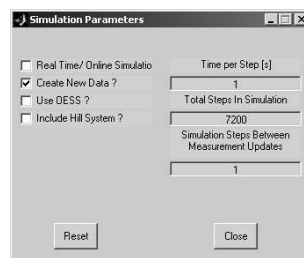 Simulation Parameters
Real Time/ Online Simulatio
Create New Data ?
Use OESS ?
Include Hill System ?
Time per Step [s]
1
Total Steps In Simulation
7200
Simulation Steps Between
Measurement Updates
1
Reset
Close